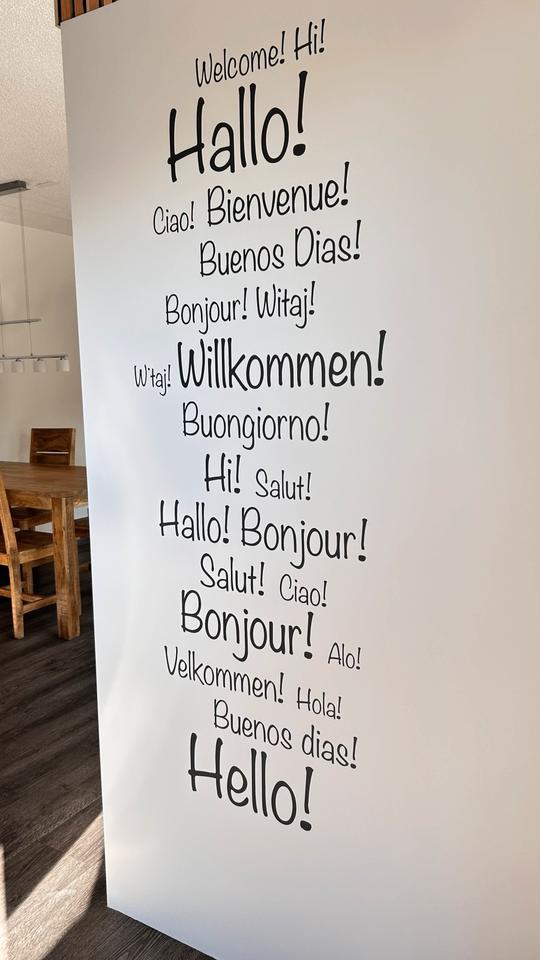 Welcome! Hi!
Hallo!
Ciao! Bienvenue!
Buenos Dias!
Bonjour! Witaj!
Witaj! Willkommen!
Buongiorno!
Hi! Salut!
Hallo! Bonjour!
Salut! Ciao!
Bonjour! Alo!
Velkommen! Hola!
Buenos dias!
Hello!